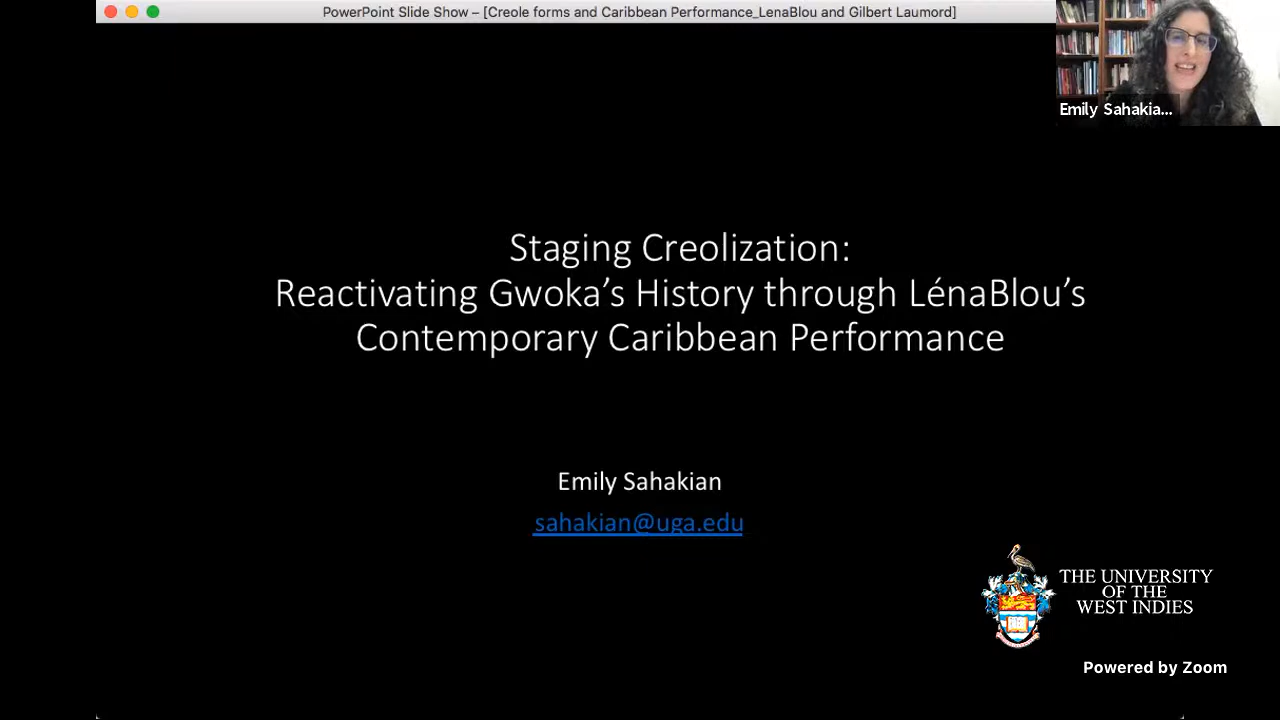 PowerPoint Slide Show – [Creole forms and Caribbean Performance_LenaBlou and Gilbert Laumord]
Emily Sahakia...
Staging Creolization:
Reactivating Gwoka’s History through LénaBlou’s
Contemporary Caribbean Performance
Emily Sahakian
sahakian@uga.edu
THE UNIVERSITY
OF THE
WEST INDIES
Powered by Zoom